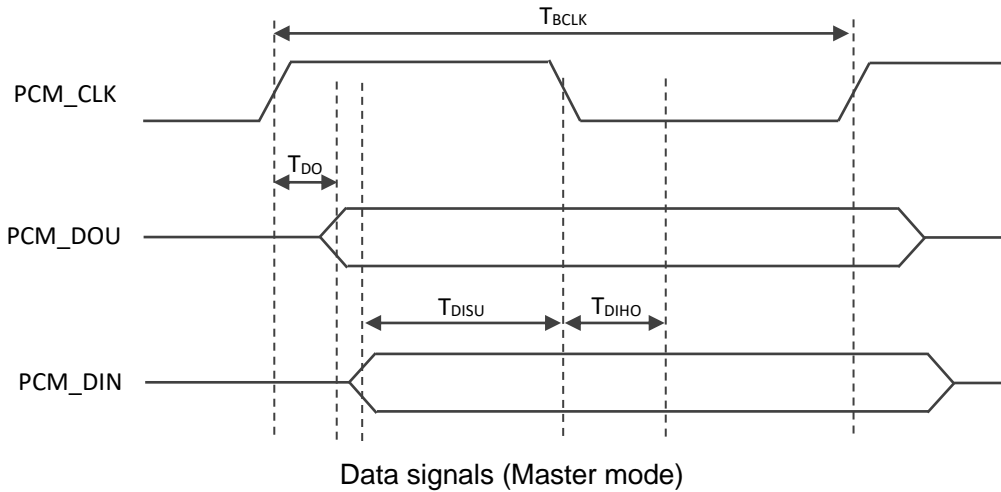 TBCLK
PCM_CLK
TDO
PCM_DOU
TDISU
TDIHO
PCM_DIN
Data signals (Master mode)